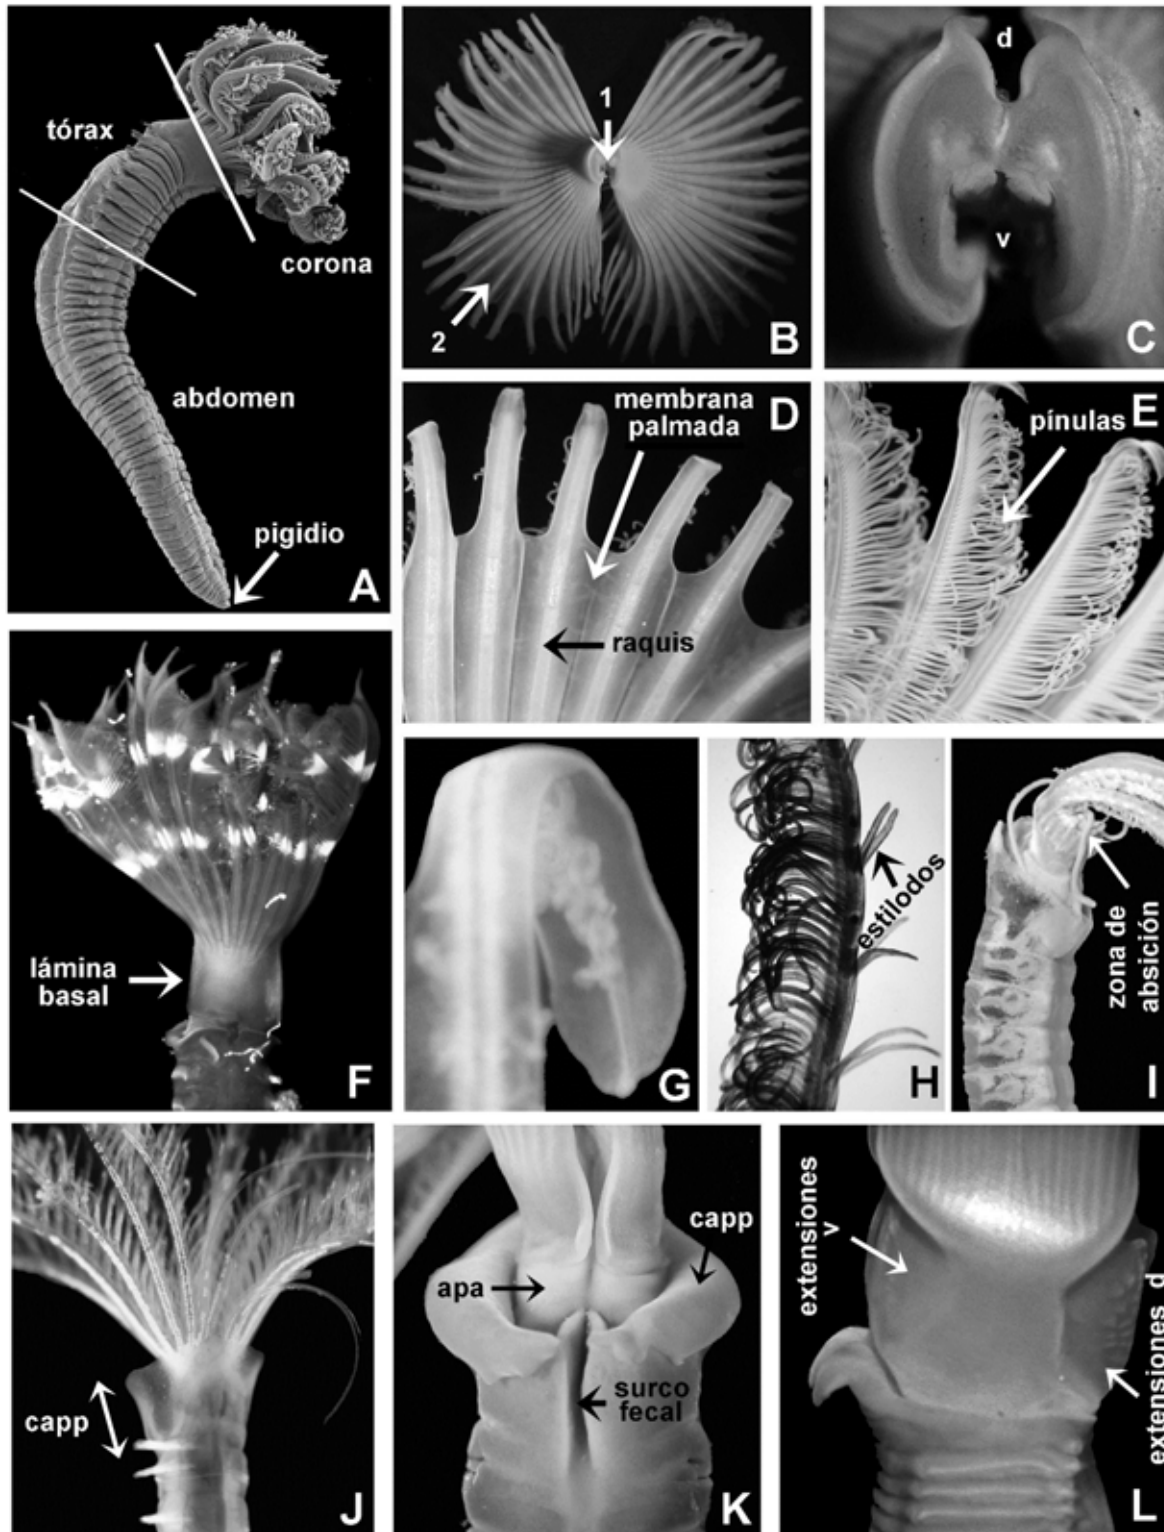 tórax
corona
abdomen
pigidio
A
1
2
B
d
v
C
membrana
palmada
raquis
D
pínulas
E
lámina
basal
F
G
estilodos
H
zona de
absición
I
capp
J
apa
capp
surco
fecal
K
extensiones
v
extensiones d
L